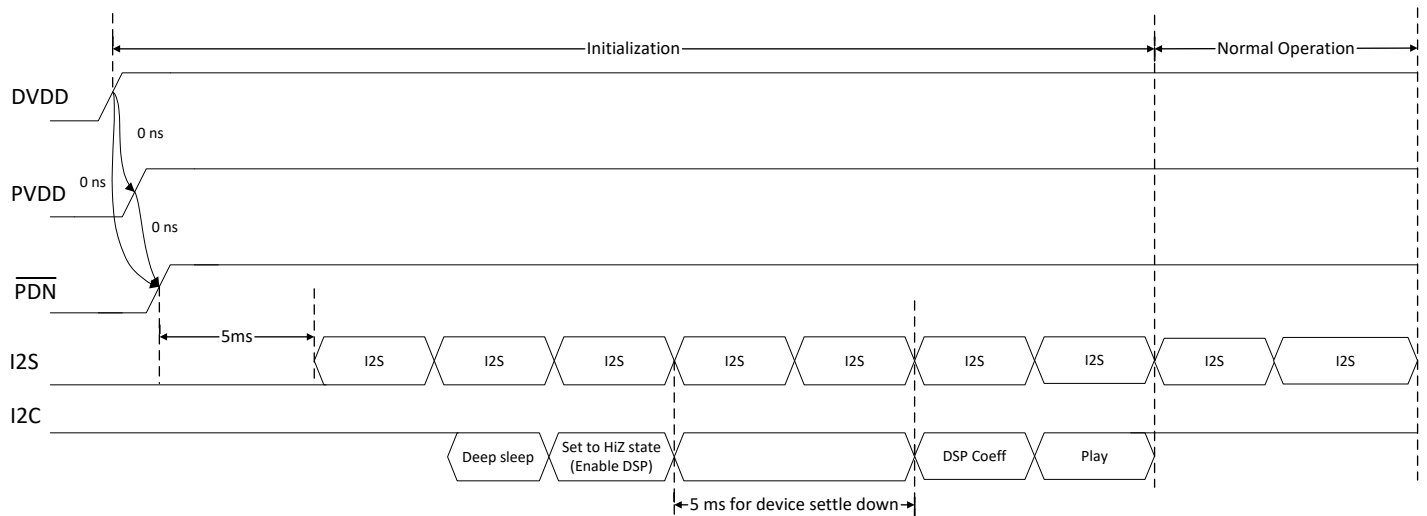 Initialization
Normal Operation
DVDD
0 ns
PVDD
0 ns
0 ns
PDN
5ms
I2S
I2S
I2S
I2S
I2S
I2S
I2S
I2S
I2S
I2S
I2C
Deep sleep
Set to HiZ state
(Enable DSP)
DSP Coeff
Play
5 ms for device settle down